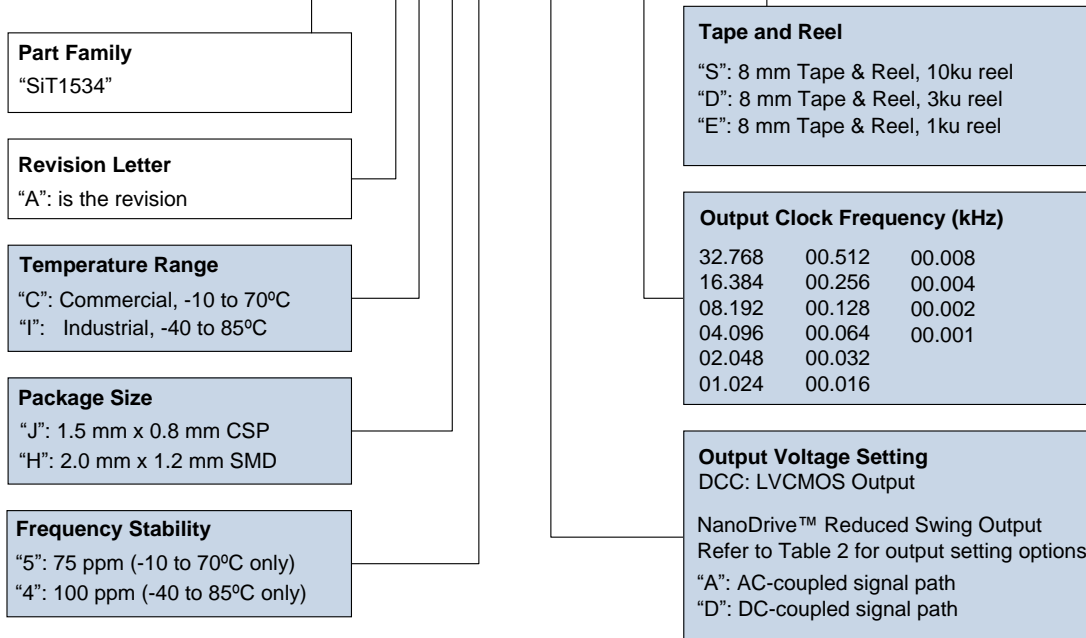 Part Family
“SiT1534”
Revision Letter
“A”: is the revision
Temperature Range
“C”: Commercial, -10 to 70ºC
“I”: Industrial, -40 to 85ºC
Package Size
“J”: 1.5 mm x 0.8 mm CSP
“H”: 2.0 mm x 1.2 mm SMD
Frequency Stability
“5”: 75 ppm (-10 to 70ºC only)
“4”: 100 ppm (-40 to 85ºC only)
Tape and Reel
“S”: 8 mm Tape & Reel, 10ku reel
“D”: 8 mm Tape & Reel, 3ku reel
“E”: 8 mm Tape & Reel, 1ku reel
Output Clock Frequency (kHz)
32.768 00.512 00.008
16.384 00.256 00.004
08.192 00.128 00.002
04.096 00.064 00.001
02.048 00.032
01.024 00.016
Output Voltage Setting
DCC: LVCMOS Output
NanoDrive™ Reduced Swing Output
Refer to Table 2 for output setting options
“A”: AC-coupled signal path
“D”: DC-coupled signal path